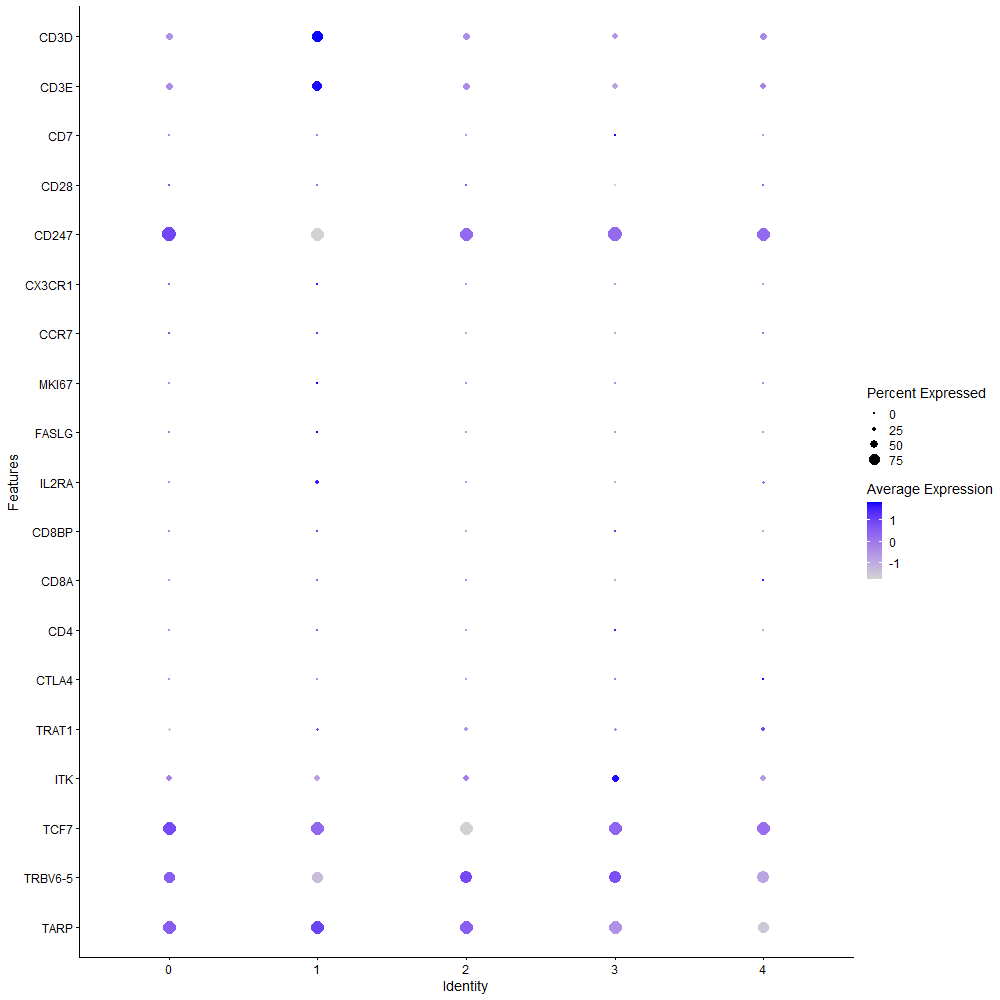 CD3D
CD3E
CD7
CD28
CD247
CX3CR1
CCR7
MKI67
FASLG
IL2RA
CD8BP
CD8A
CD4
CTLA4
TRAT1
ITK
TCF7
TRBV6-5
TARP
Features
0 1 2 3 4
Identity
Percent Expressed
0
25
50
75
Average Expression
1
0
-1